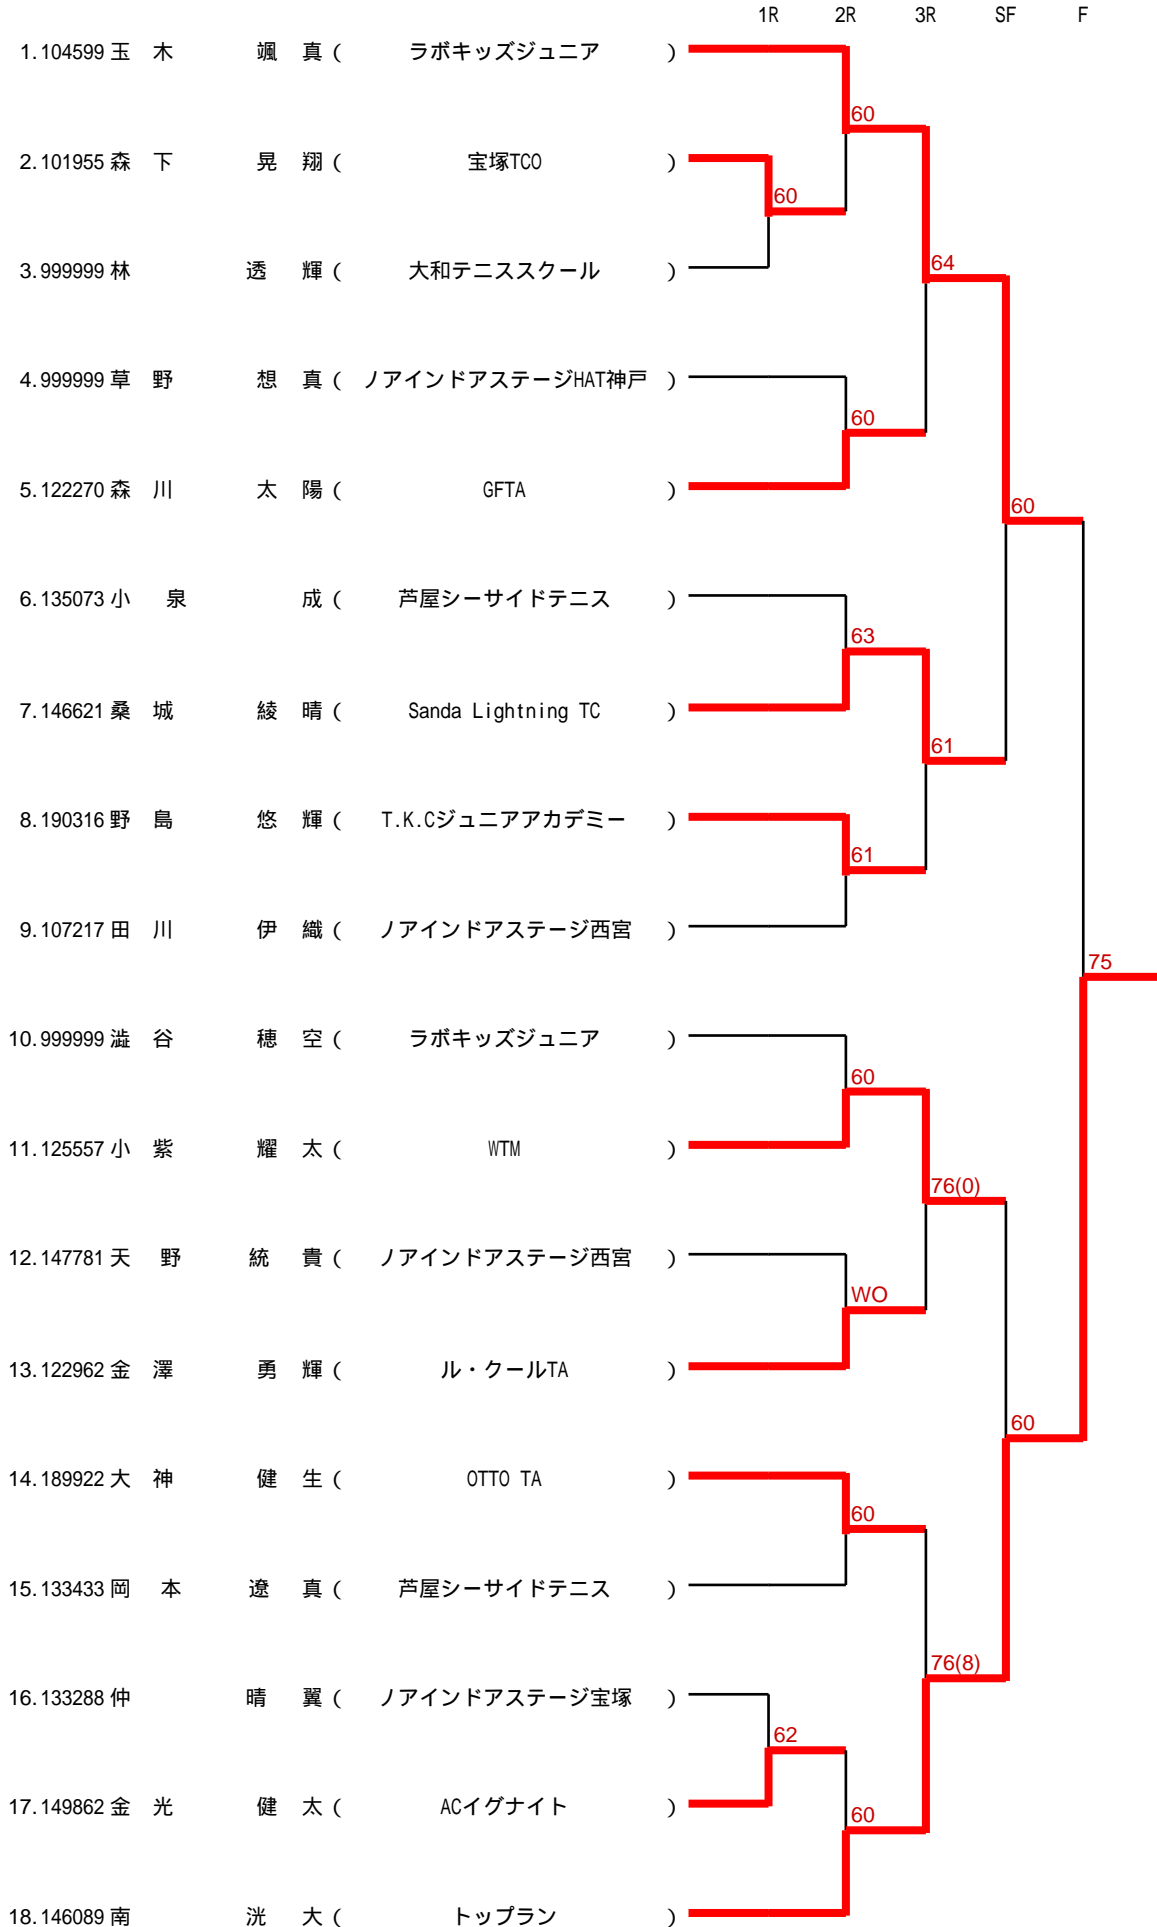 1R 2R 3R SF F
1.104599 玉 木 颯 真 ( ラボキッズジュニア )
60
2.101955 森 下 晃 翔 ( 宝塚TCO )
60
3.999999 林 透 輝 ( 大和テニススクール )
64
4.999999 草 野 想 真 ( ノアインドアステージHAT神戸 )
60
5.122270 森 川 太 陽 ( GFTA )
60
6.135073 小 泉 成 ( 芦屋シーサイドテニス )
63
7.146621 桑 城 綾 晴 ( Sanda Lightning TC )
61
8.190316 野 島 悠 輝 ( T.K.Cジュニアアカデミー )
61
9.107217 田 川 伊 織 ( ノアインドアステージ西宮 )
75
10.999999 澁 谷 穂 空 ( ラボキッズジュニア )
60
11.125557 小 紫 耀 太 ( WTM )
76(0)
12.147781 天 野 統 貴 ( ノアインドアステージ西宮 )
WO
13.122962 金 澤 勇 輝 ( ル・クールTA )
60
14.189922 大 神 健 生 ( OTTO TA )
60
15.133433 岡 本 遼 真 ( 芦屋シーサイドテニス )
76(8)
16.133288 仲 晴 翼 ( ノアインドアステージ宝塚 )
62
17.149862 金 光 健 太 ( ACイグナイト )
60
18.146089 南 洸 大 ( トップラン )